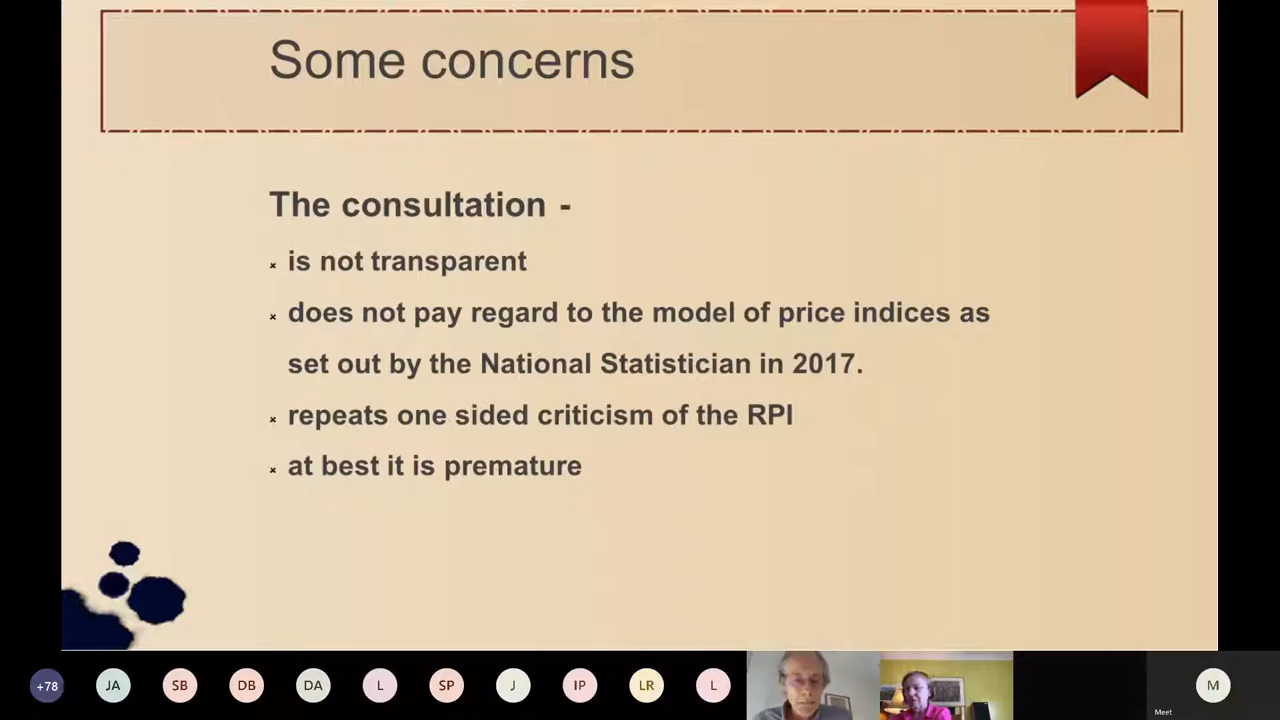 Some concerns
The consultation -
is not transparent
does not pay regard to the model of price indices as
set out by the National Statistician in 2017.
repeats one sided criticism of the RPI
at best it is premature
+78 JA SB DB DA L SP J IP LR L M
Meet